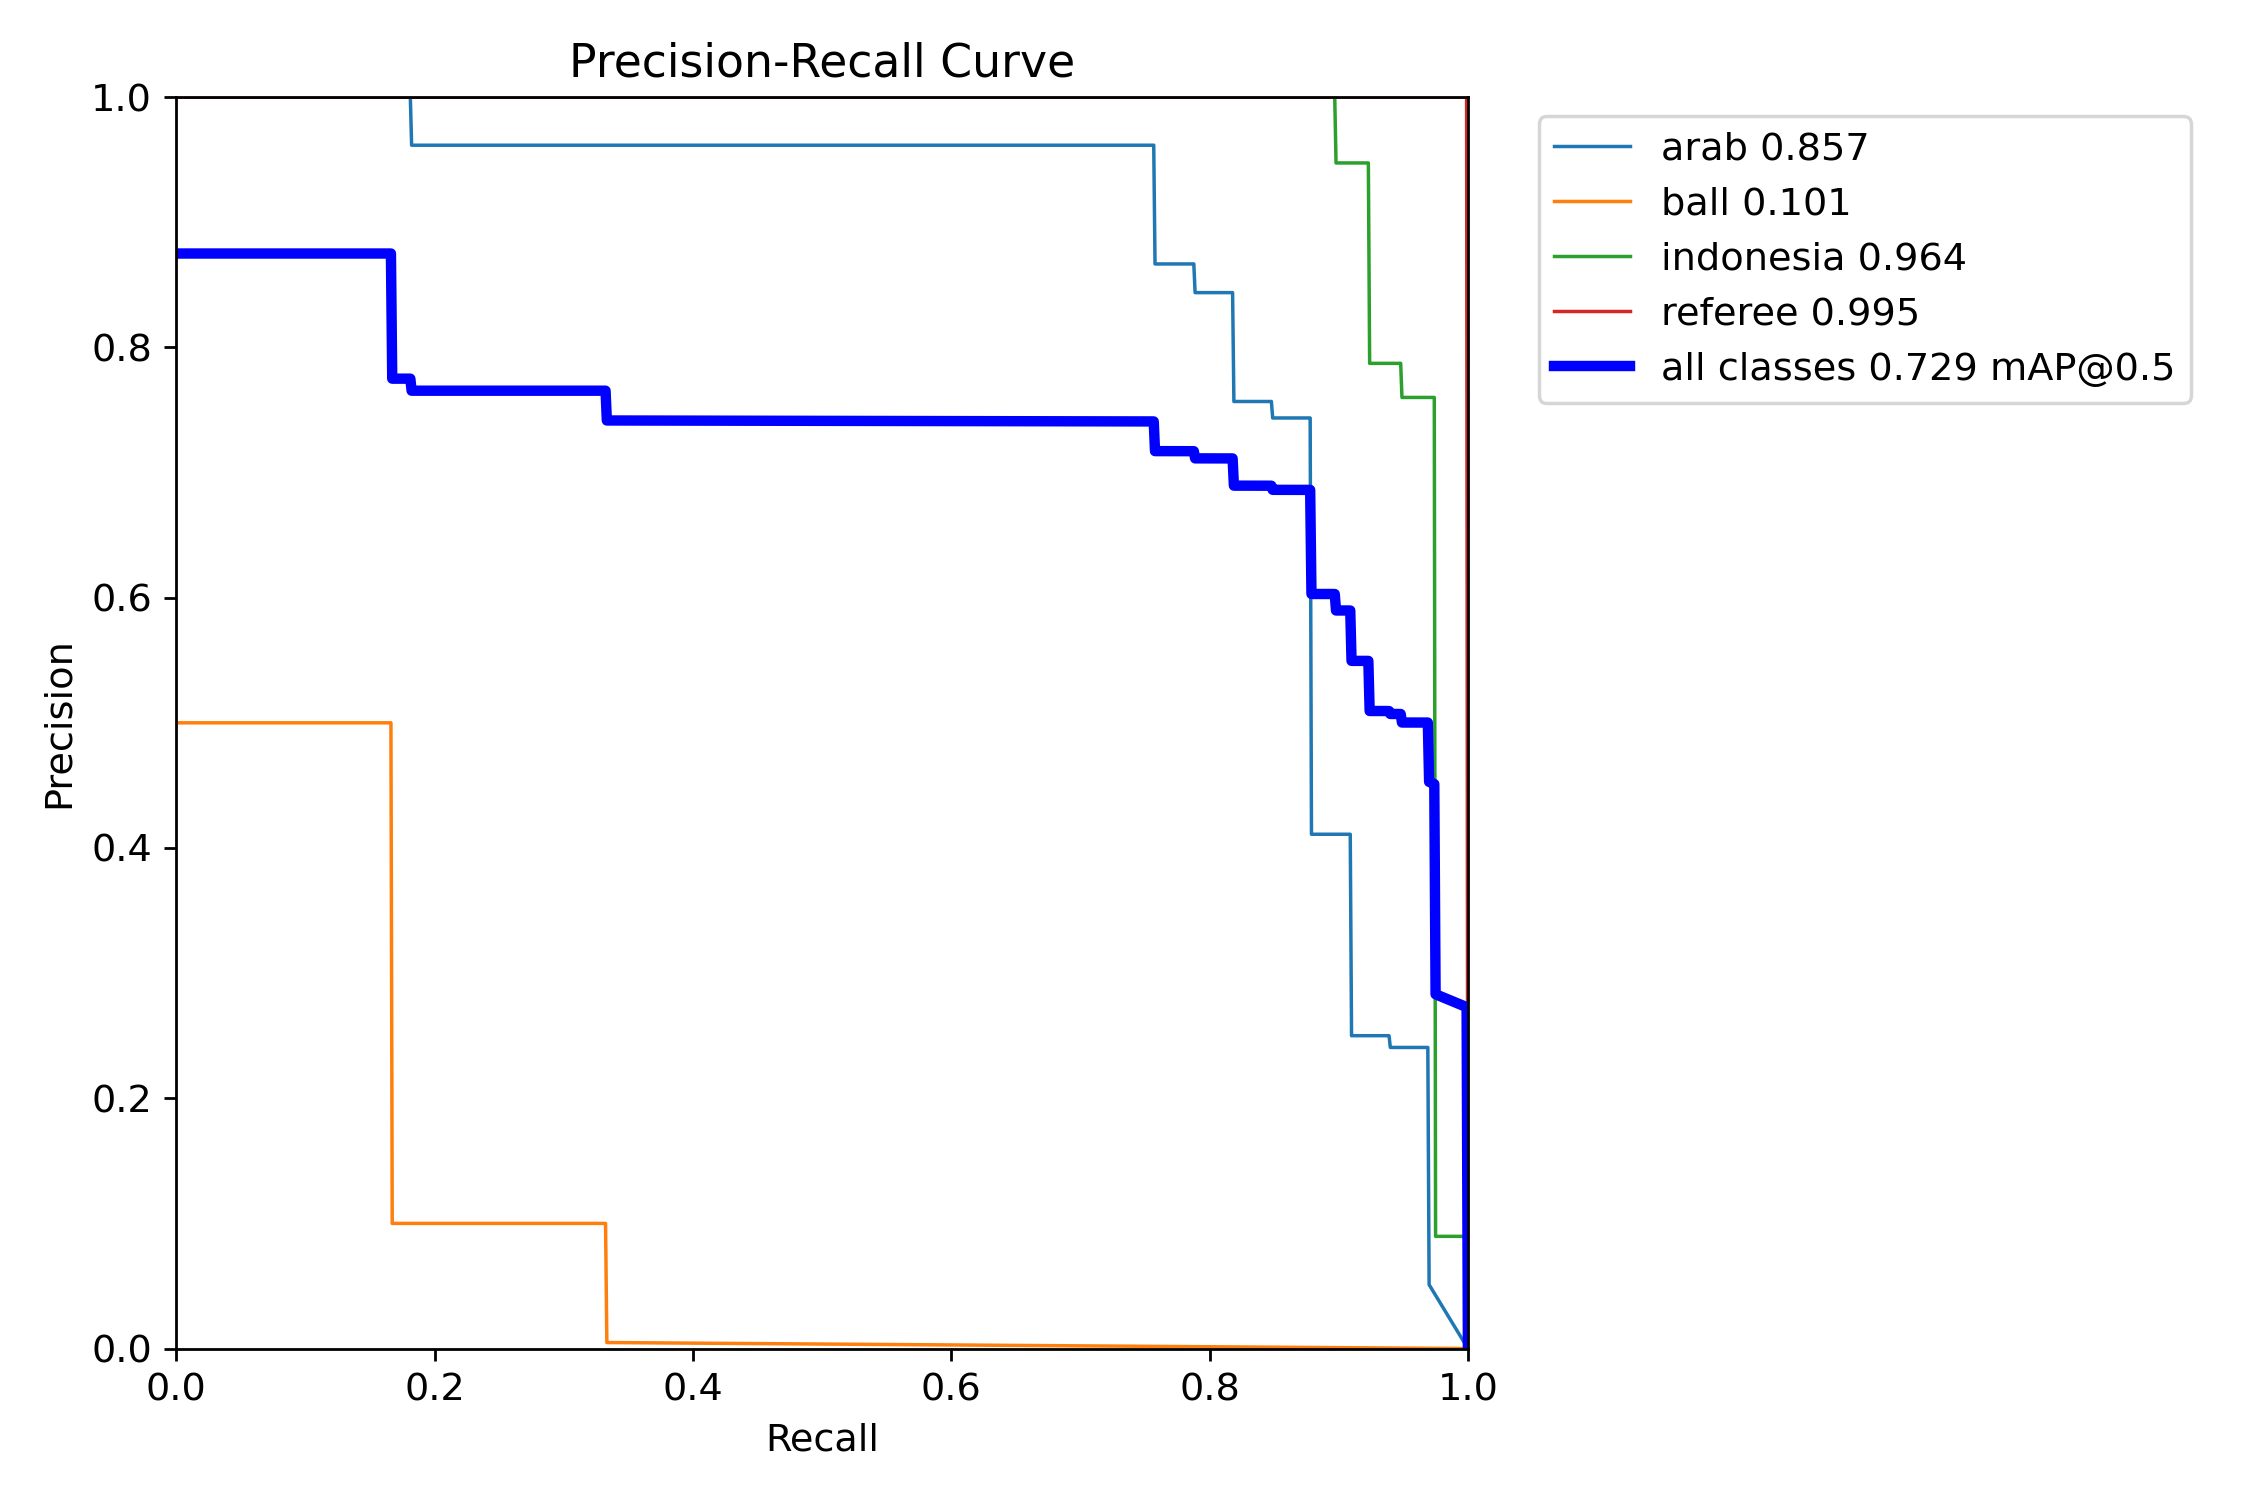 Precision-Recall Curve
1.0
0.8
0.6
0.4
0.2
0.0
Precision
0.0 0.2 0.4 0.6 0.8 1.0
Recall
arab 0.857
ball 0.101
indonesia 0.964
referee 0.995
all classes 0.729 mAP@0.5